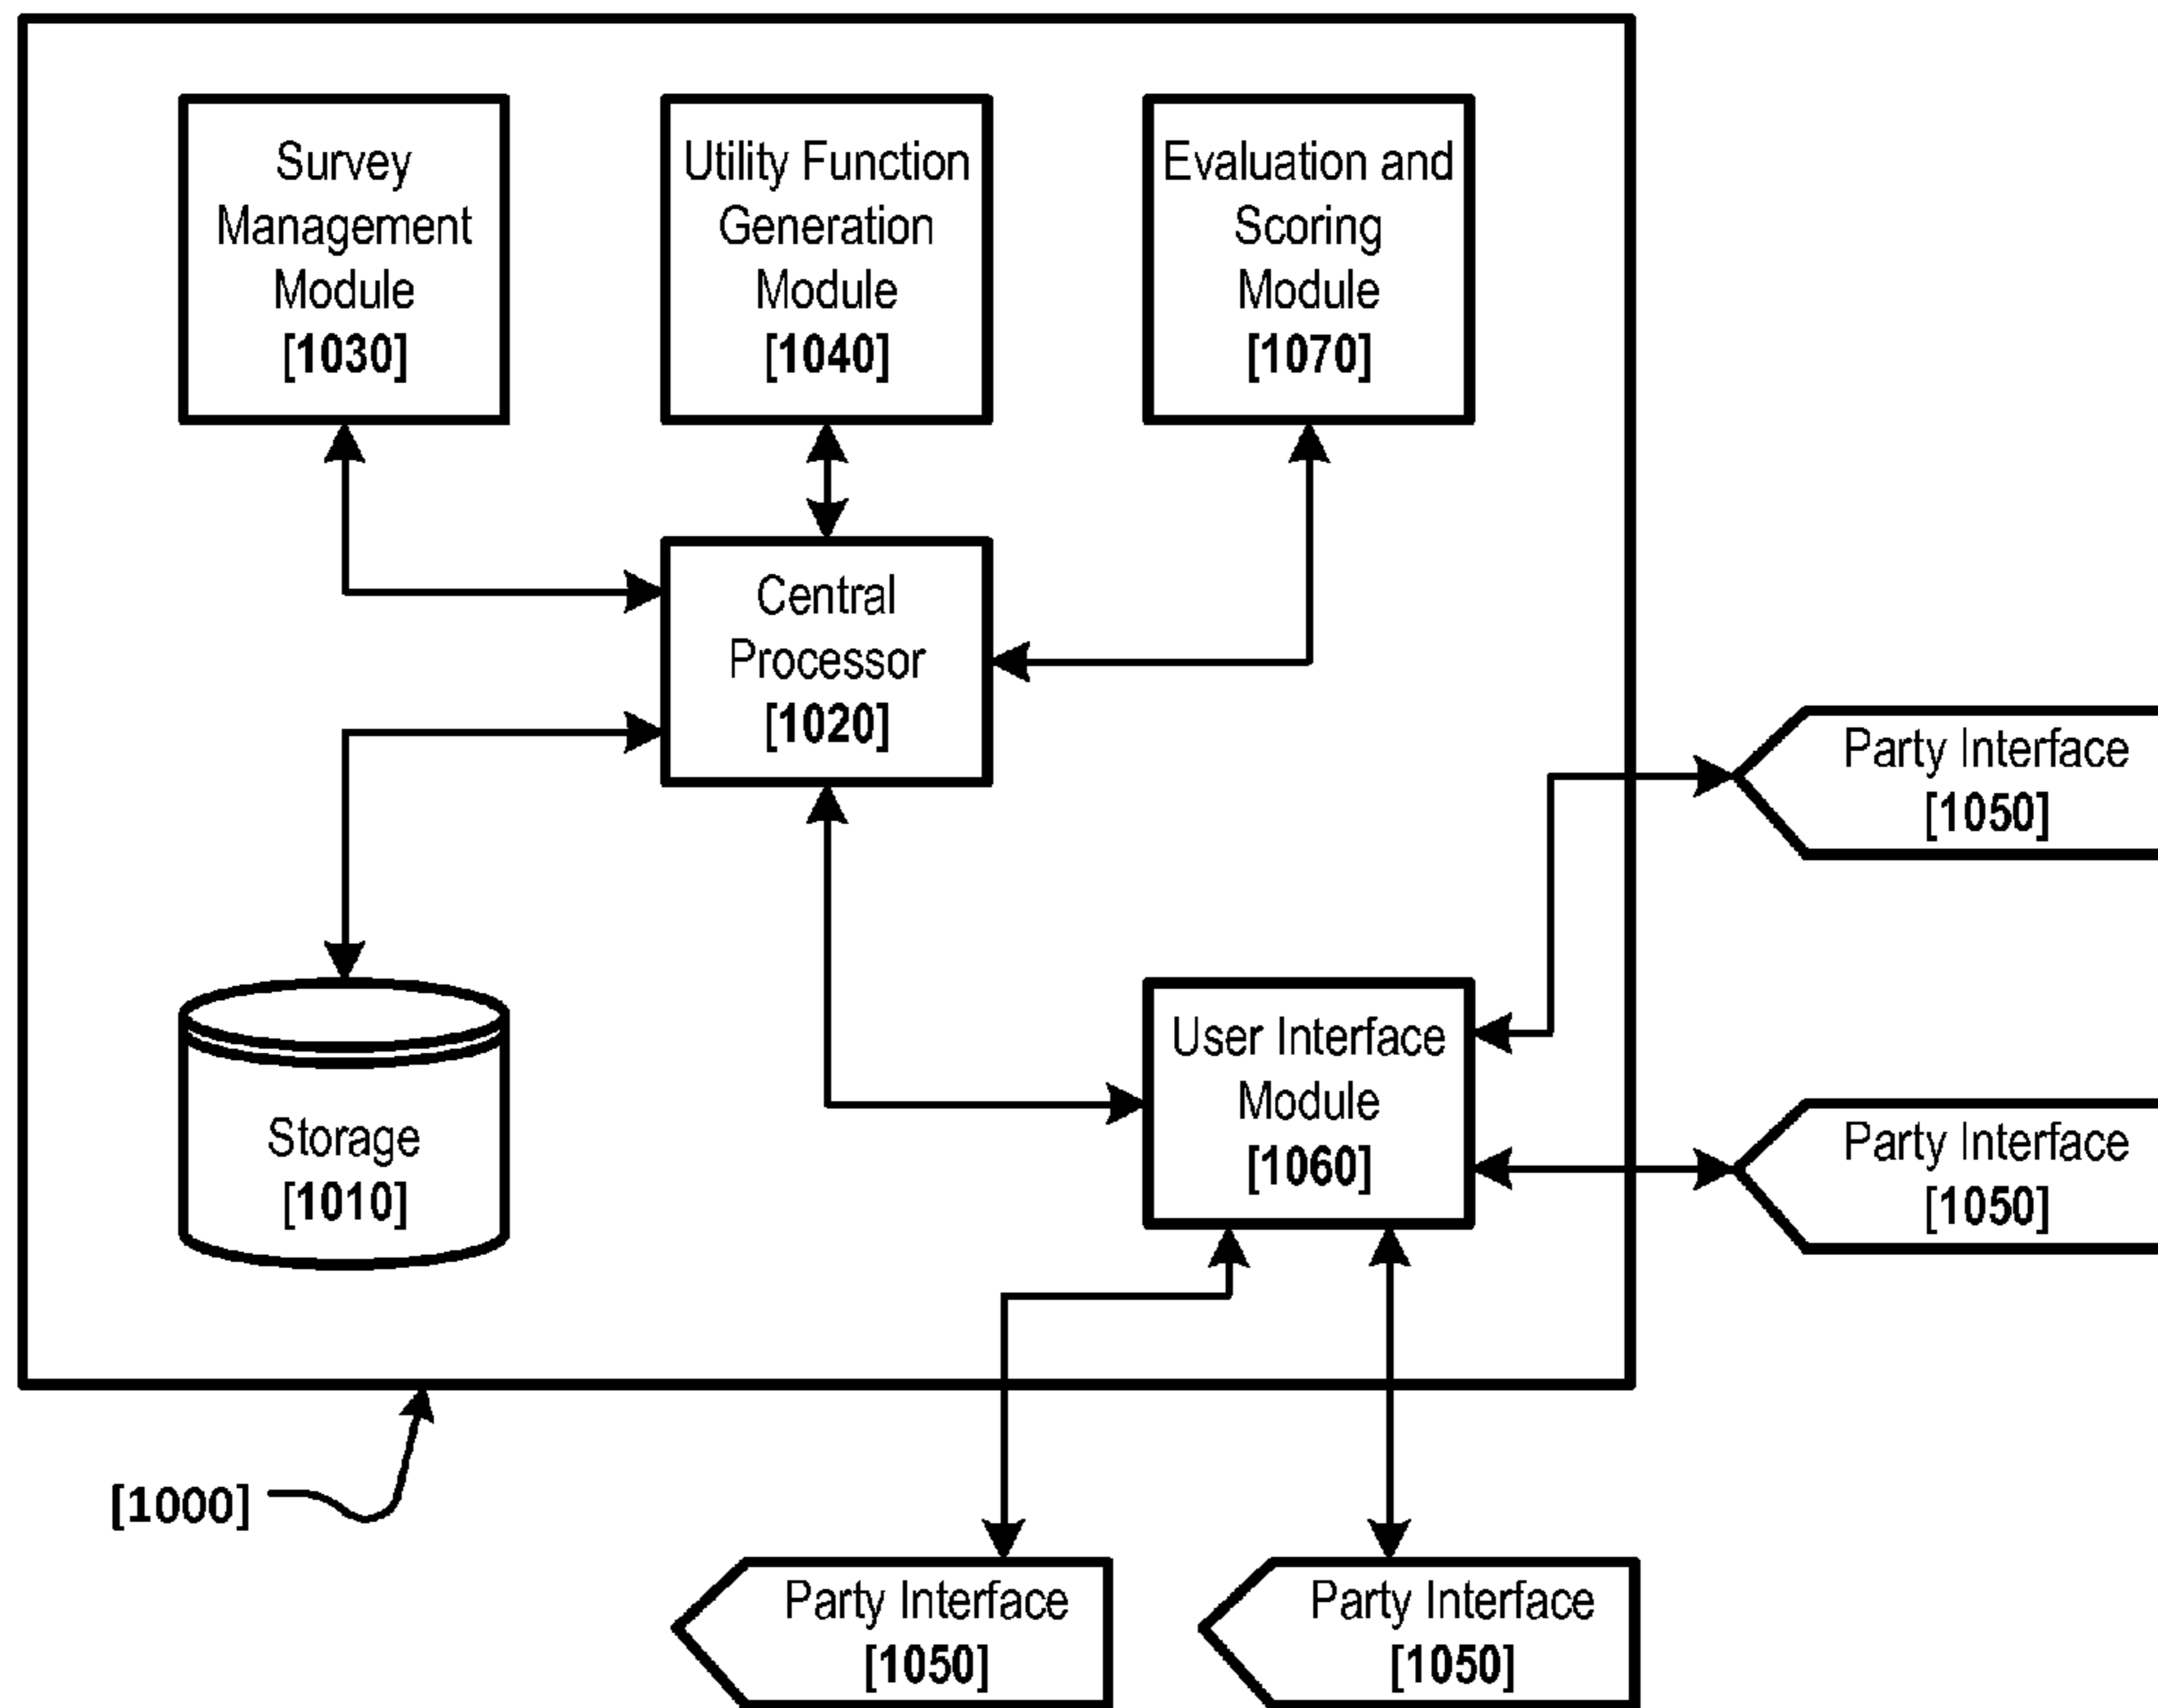 Survey
Management
Module
[1030]
Utility Function
Generation
Module
[1040]
Evaluation and
Scoring
Module
[1070]
Central
Processor
[1020]
Party Interface
[1050]
User Interface
Module
[1060]
Party Interface
[1050]
Storage
[1010]
[1000]
Party Interface
[1050]
Party Interface
[1050]